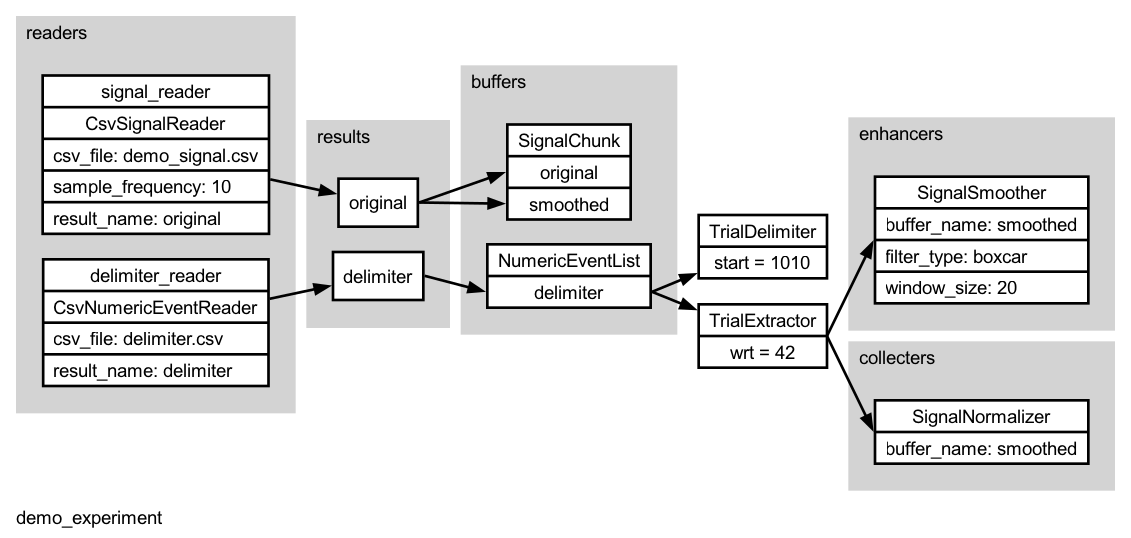 readers
signal_reader
CsvSignalReader
csv_file: demo_signal.csv
sample_frequency: 10
result_name: original
delimiter_reader
CsvNumericEventReader
csv_file: delimiter.csv
result_name: delimiter
results
original
delimiter
buffers
SignalChunk
original
smoothed
NumericEventList
delimiter
TrialDelimiter
start = 1010
TrialExtractor
wrt = 42
enhancers
SignalSmoother
buffer_name: smoothed
filter_type: boxcar
window_size: 20
collecters
SignalNormalizer
buffer_name: smoothed
demo_experiment